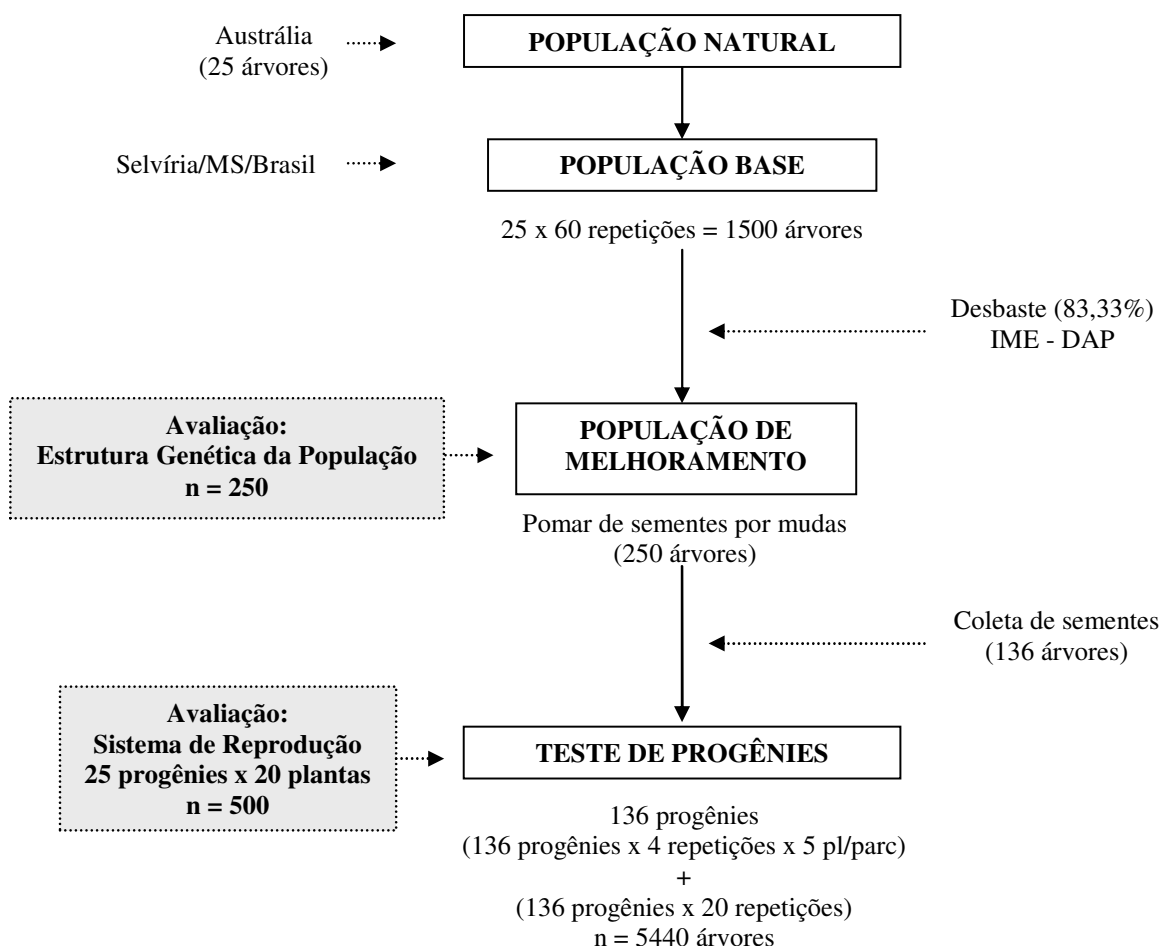 Austrália
(25 árvores)
POPULAÇÃO NATURAL
Selvíria/MS/Brasil
POPULAÇÃO BASE
25 x 60 repetições = 1500 árvores
Desbaste (83,33%)
IME - DAP
Avaliação:
Estrutura Genética da População
n = 250
POPULAÇÃO DE
MELHORAMENTO
Pomar de sementes por mudas
(250 árvores)
Coleta de sementes
(136 árvores)
Avaliação:
Sistema de Reprodução
25 progênies x 20 plantas
n = 500
TESTE DE PROGÊNIES
136 progênies
(136 progênies x 4 repetições x 5 pl/parc)
+
(136 progênies x 20 repetições)
n = 5440 árvores